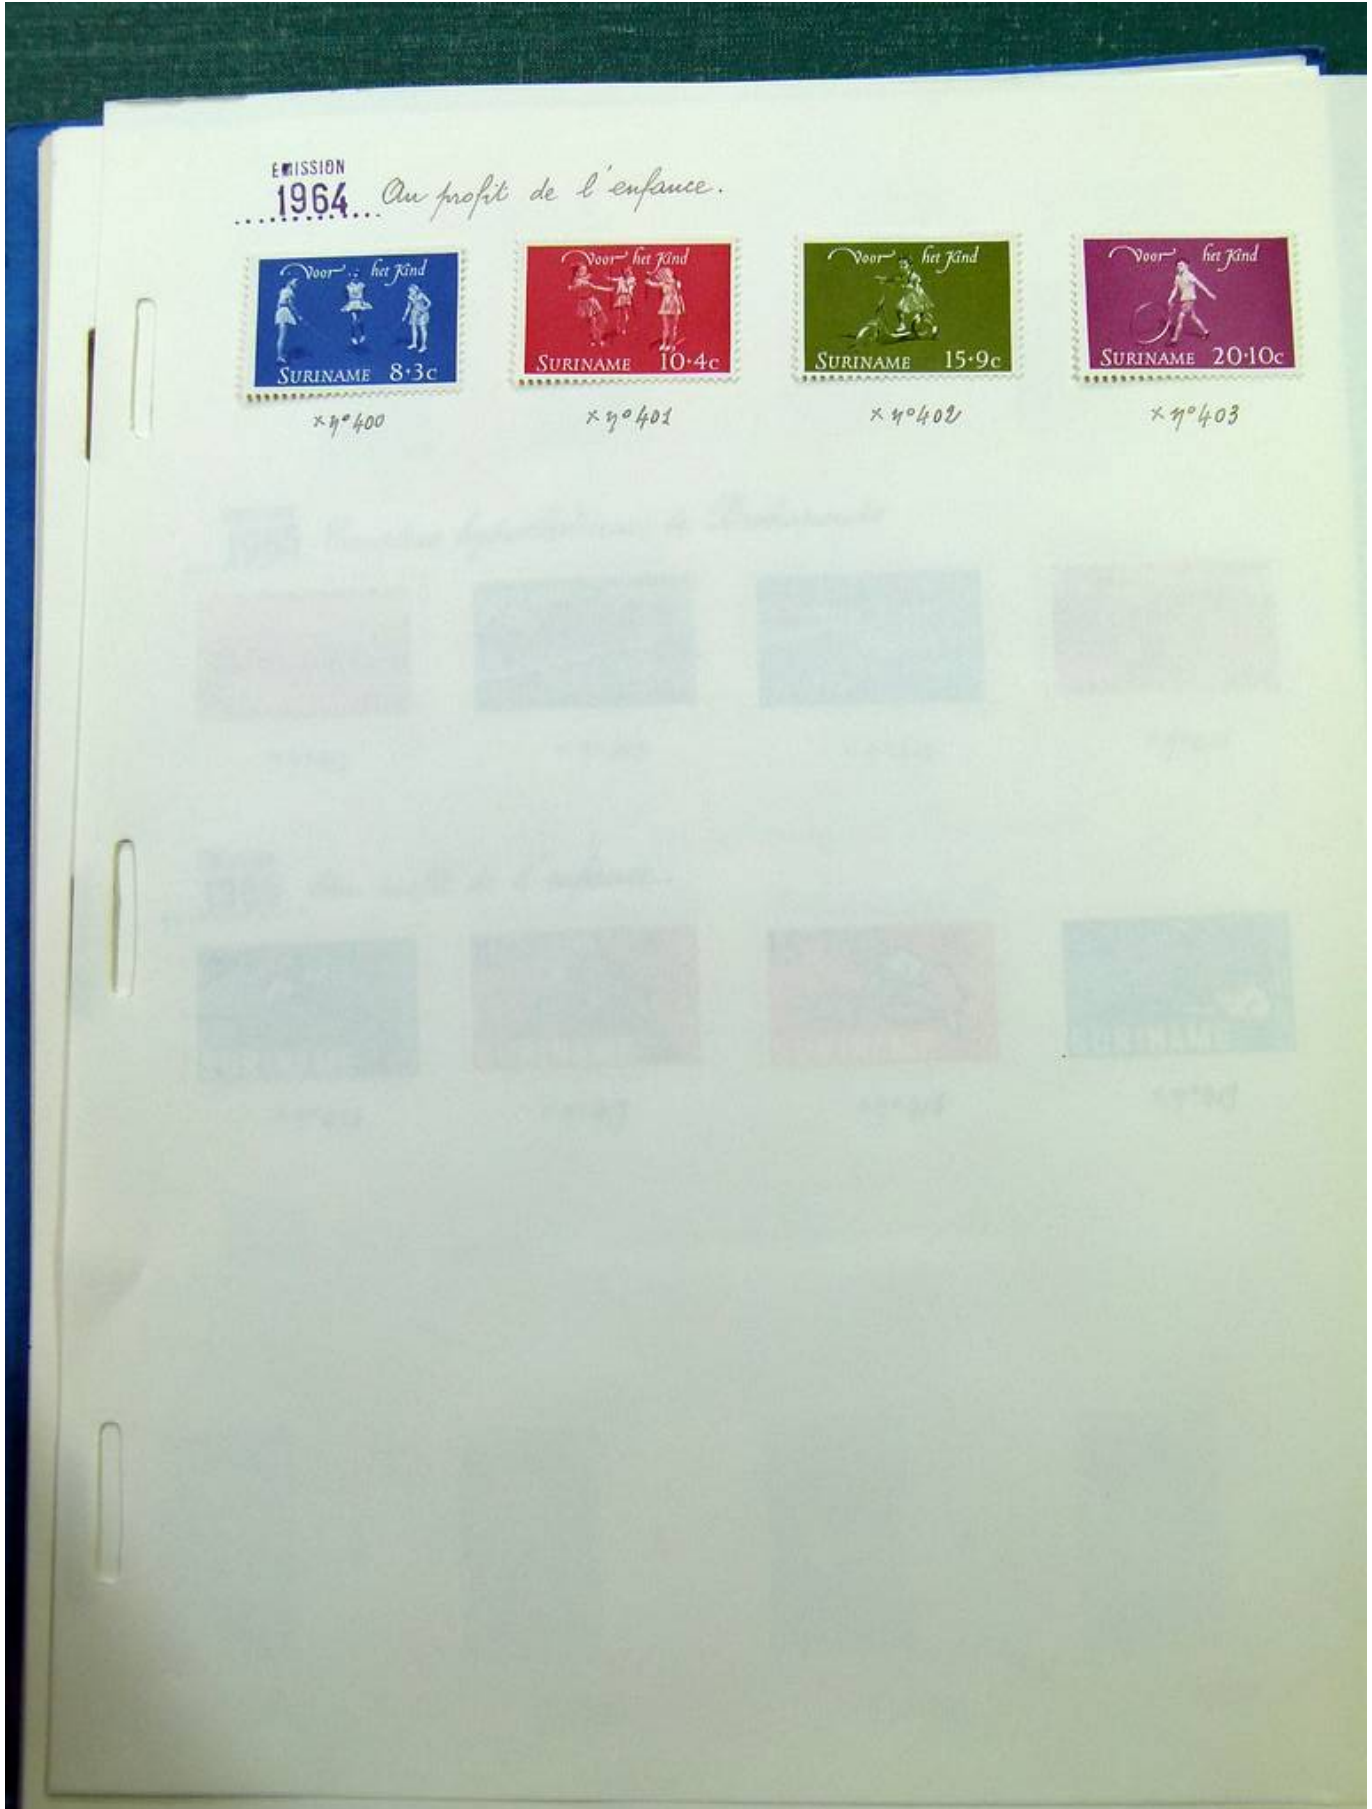 EMISSION
1964 Au profit de l'enfance.
Voor het Kind
SURINAME 8+3c
Voor het Kind
SURINAME 10+4c
Voor het Kind
SURINAME 15+9c
Voor het Kind
SURINAME 20+10c
× n° 400
× n° 401
× n° 402
× n° 403